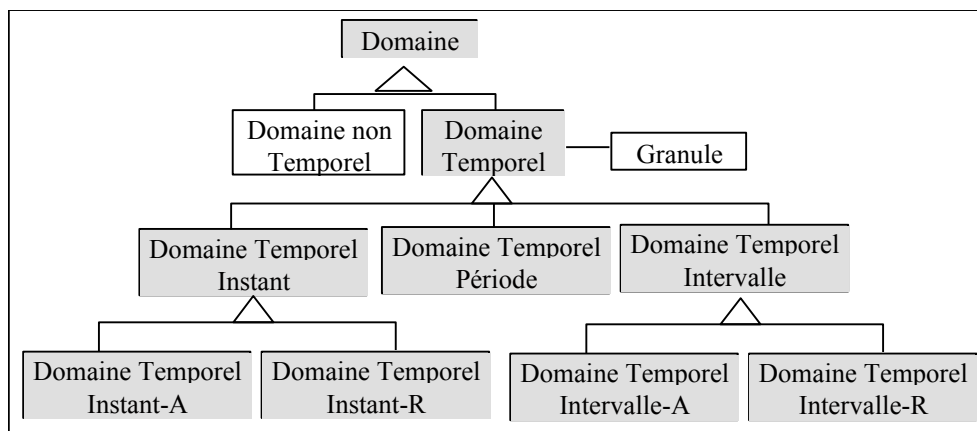 Domaine
Domaine non
Temporel
Domaine
Temporel
Granule
Domaine Temporel
Instant
Domaine Temporel
Période
Domaine Temporel
Intervalle
Domaine Temporel
Instant-A
Domaine Temporel
Instant-R
Domaine Temporel
Intervalle-A
Domaine Temporel
Intervalle-R